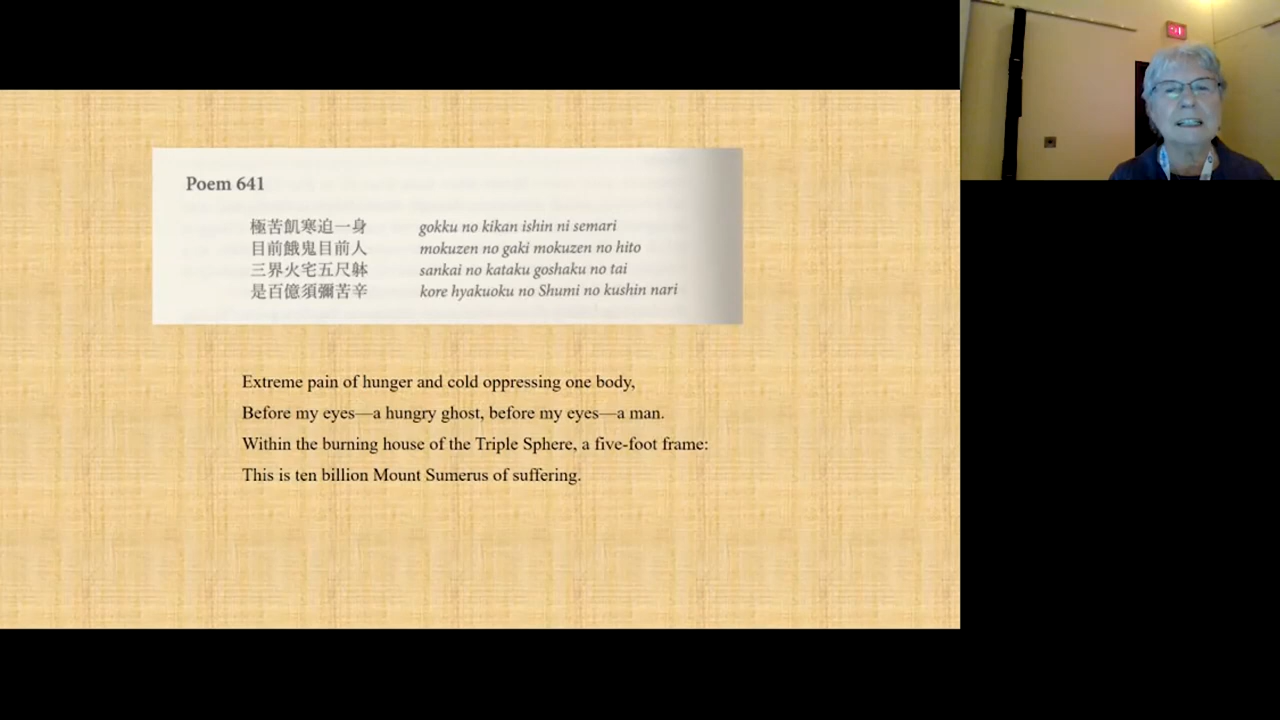 Poem 641
極苦飢寒迫一身 gokku no kikan ishin ni semari
目前餓鬼目前人 mokuzen no gaki mokuzen no hito
三界火宅五尺躰 sankai no kataku goshaku no tai
是百億須彌苦辛 kore hyakuoku no Shumi no kushin nari
Extreme pain of hunger and cold oppressing one body,
Before my eyes—a hungry ghost, before my eyes—a man.
Within the burning house of the Triple Sphere, a five-foot frame:
This is ten billion Mount Sumerus of suffering.